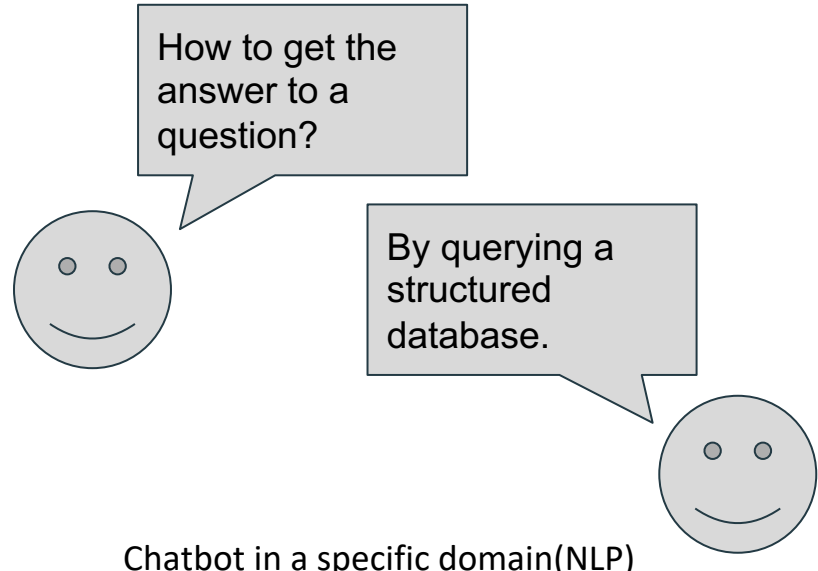 How to get the
answer to a
question?
By querying a
structured
database.
Chatbot in a specific domain(NLP)